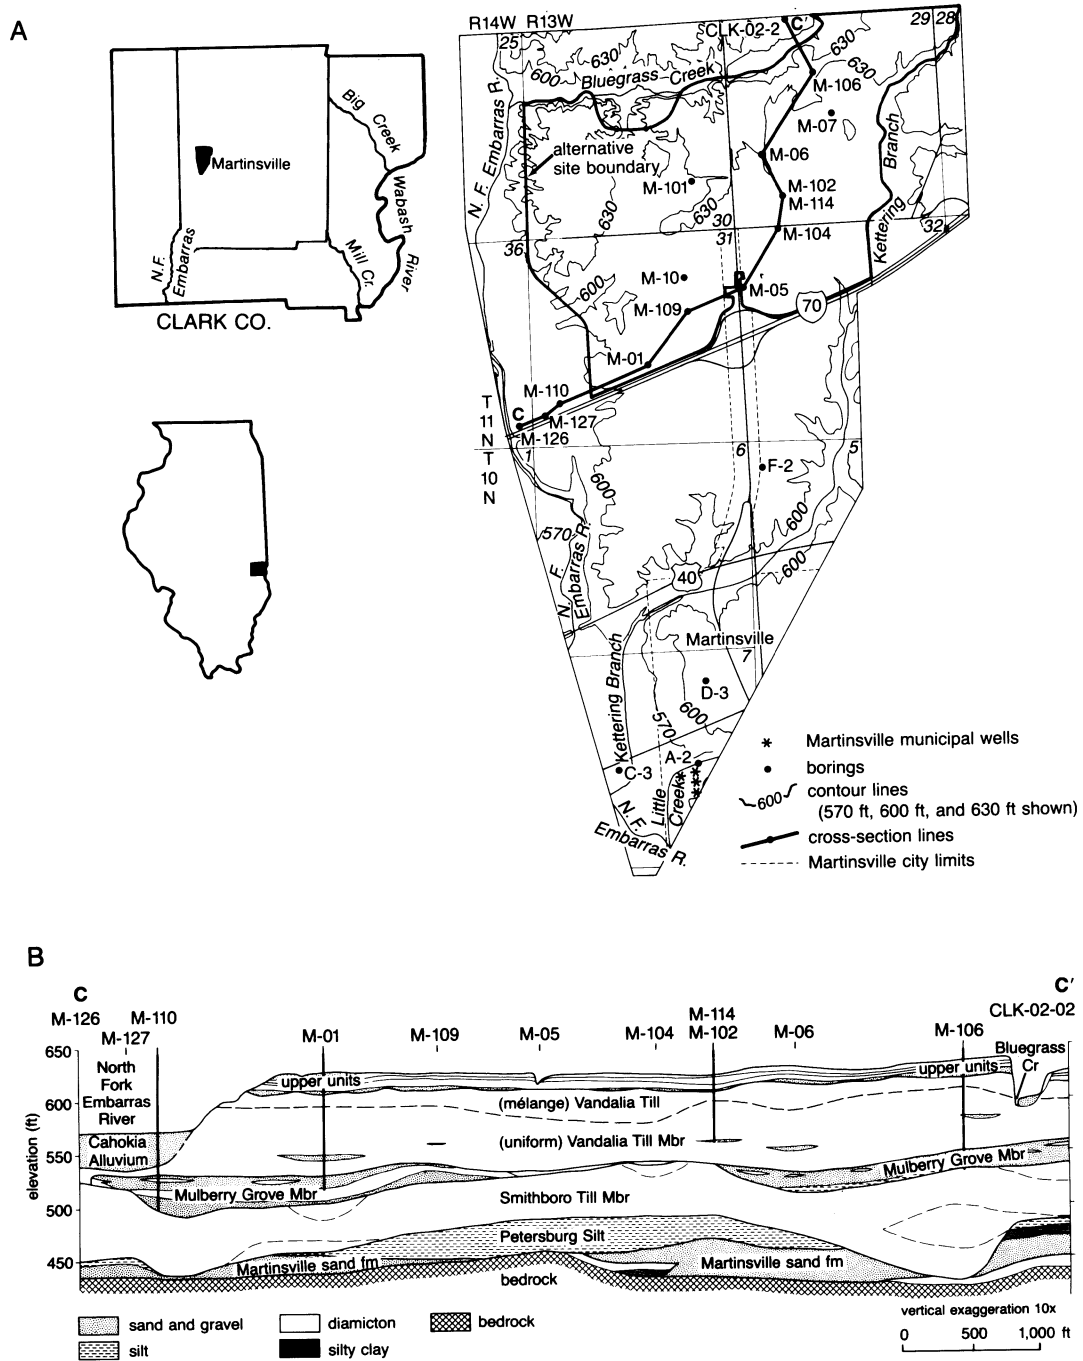 A
R14W R13W
CLK-02-2
C'
29
28
25
630
600
630
630
Bluegrass Creek
M-106
M-07
Big Creek
Martinsville
Wabash River
N.F. Embarras
Mill Cr.
CLARK CO.
N. F. Embarras R.
alternative
site boundary
M-06
Branch
Kettering
M-101
M-102
M-114
630
630
30
31
M-104
32
36
M-10
600
M-05
M-109
70
M-01
M-110
T
11
N
C
M-127
M-126
1
6
5
T
10
N
F-2
600
600
570
N. F. Embarras R.
40
600
Martinsville
7
Kettering Branch
D-3
570
600
A-2
C-3
Little Creek
N. F.
Embarras R.
Martinsville municipal wells
borings
600
contour lines
(570 ft, 600 ft, and 630 ft shown)
cross-section lines
Martinsville city limits
B
C
C'
M-126
M-110
M-114
CLK-02-02
M-127
M-01
M-109
M-05
M-104
M-102
M-06
M-106
650
North
Fork
Embarras
River
Bluegrass
Cr
upper units
upper units
600
(mélange) Vandalia Till
elevation (ft)
Cahokia
Alluvium
(uniform) Vandalia Till Mbr
550
Mulberry Grove Mbr
Mulberry Grove Mbr
Smithboro Till Mbr
500
Petersburg Silt
450
Martinsville sand fm
Martinsville sand fm
bedrock
sand and gravel
diamicton
bedrock
silt
silty clay
vertical exaggeration 10x
0 500 1,000 ft